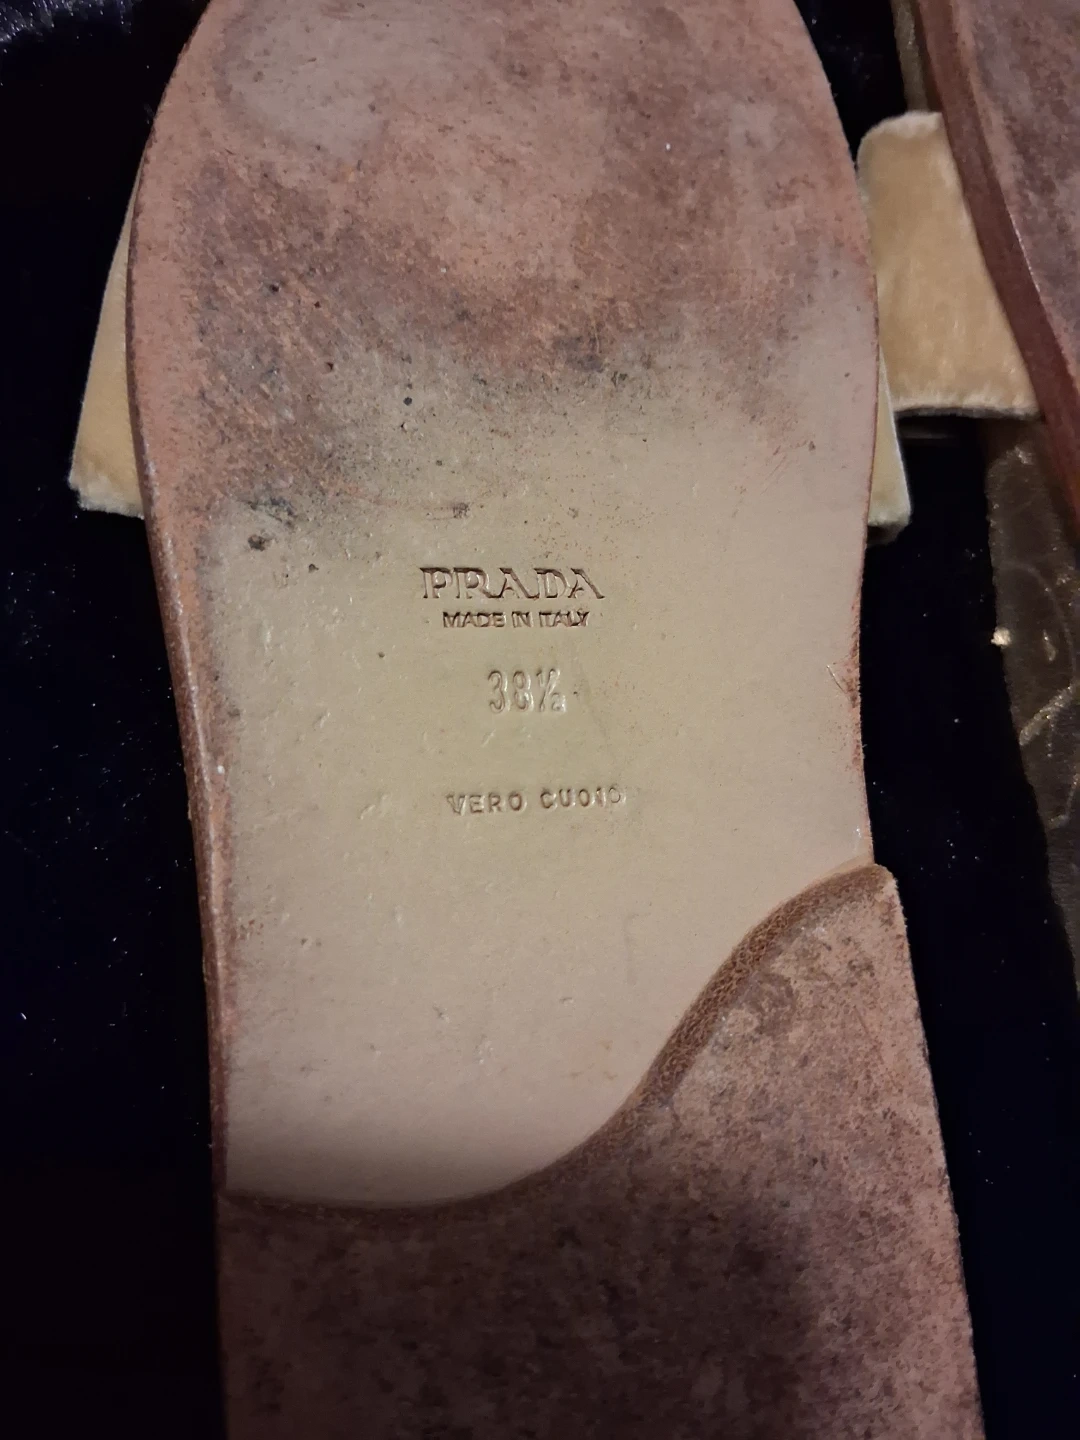 PRADA
MADE IN ITALY
38½
VERO CUOIO